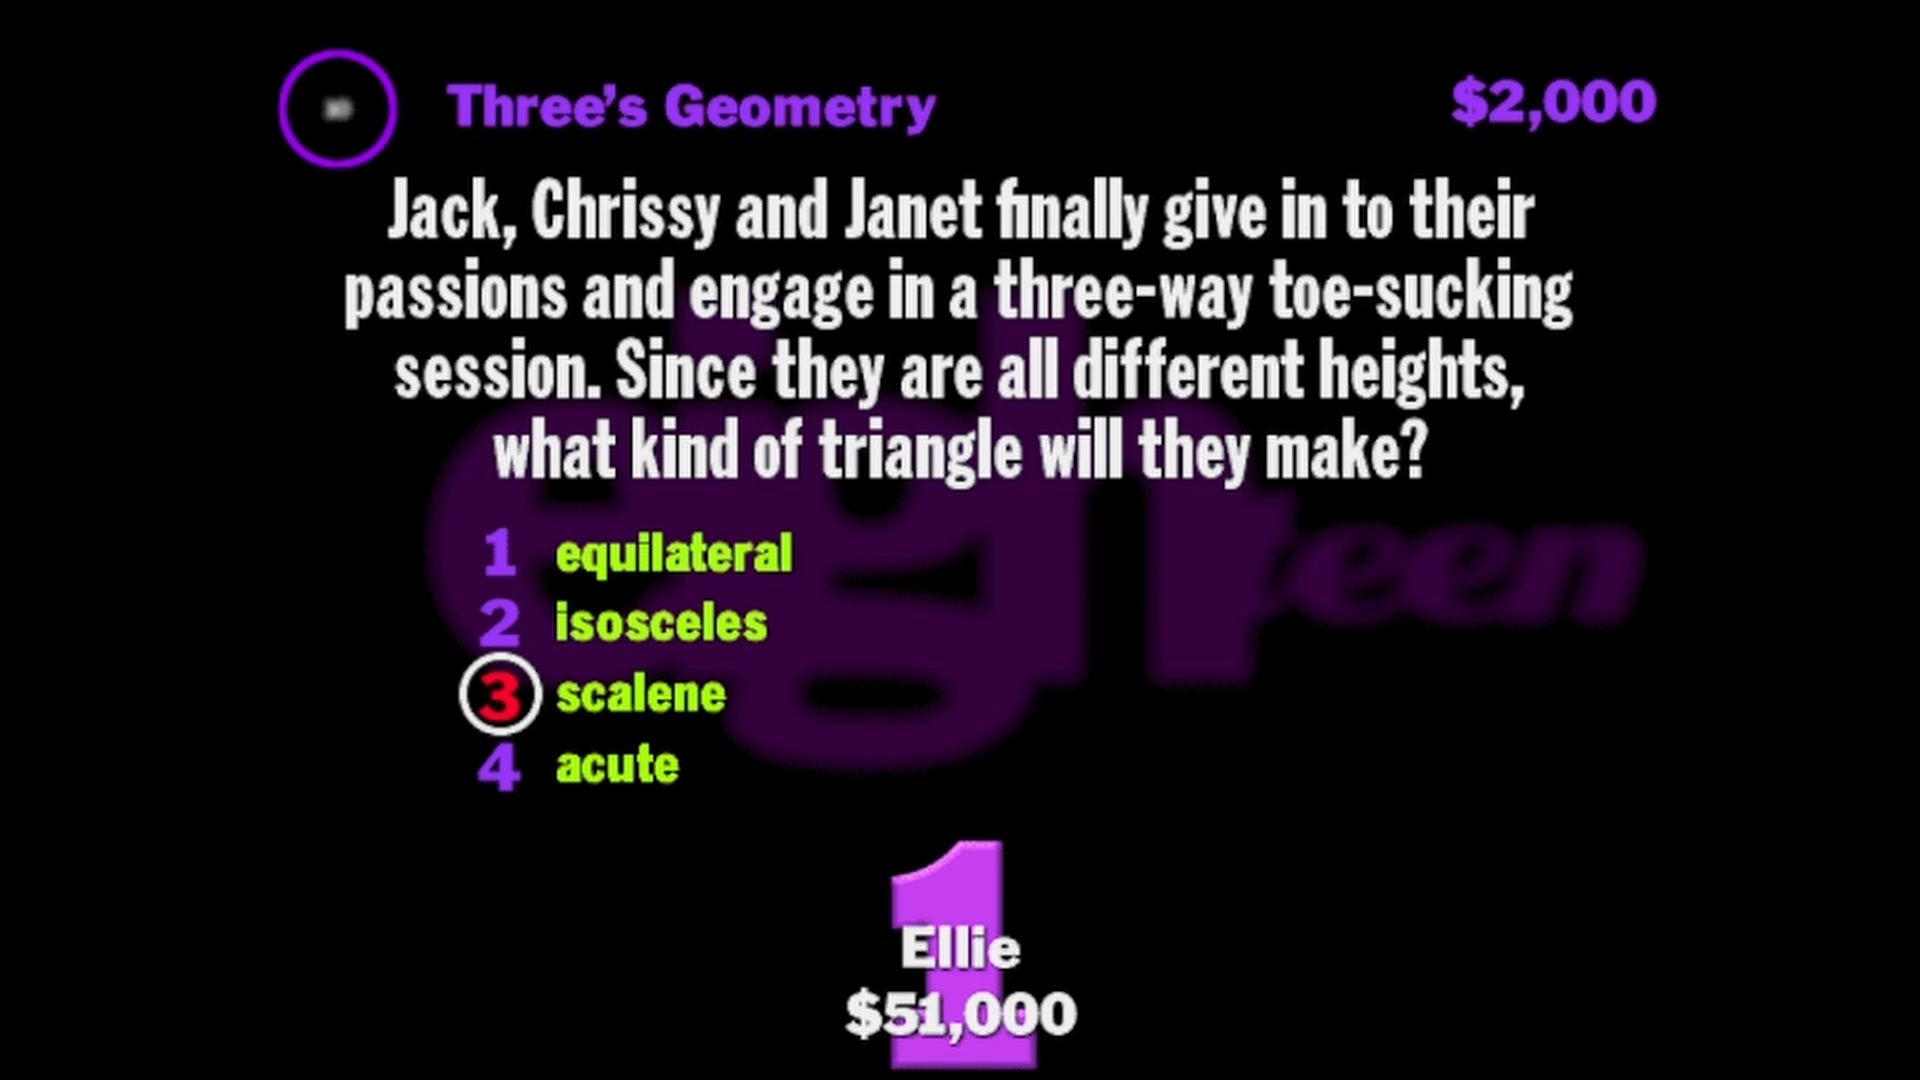 Three's Geometry
$2,000
Jack, Chrissy and Janet finally give in to their
passions and engage in a three-way toe-sucking
session. Since they are all different heights,
what kind of triangle will they make?
eighteen
1 equilateral
2 isosceles
3 scalene
4 acute
1
Ellie
$51,000